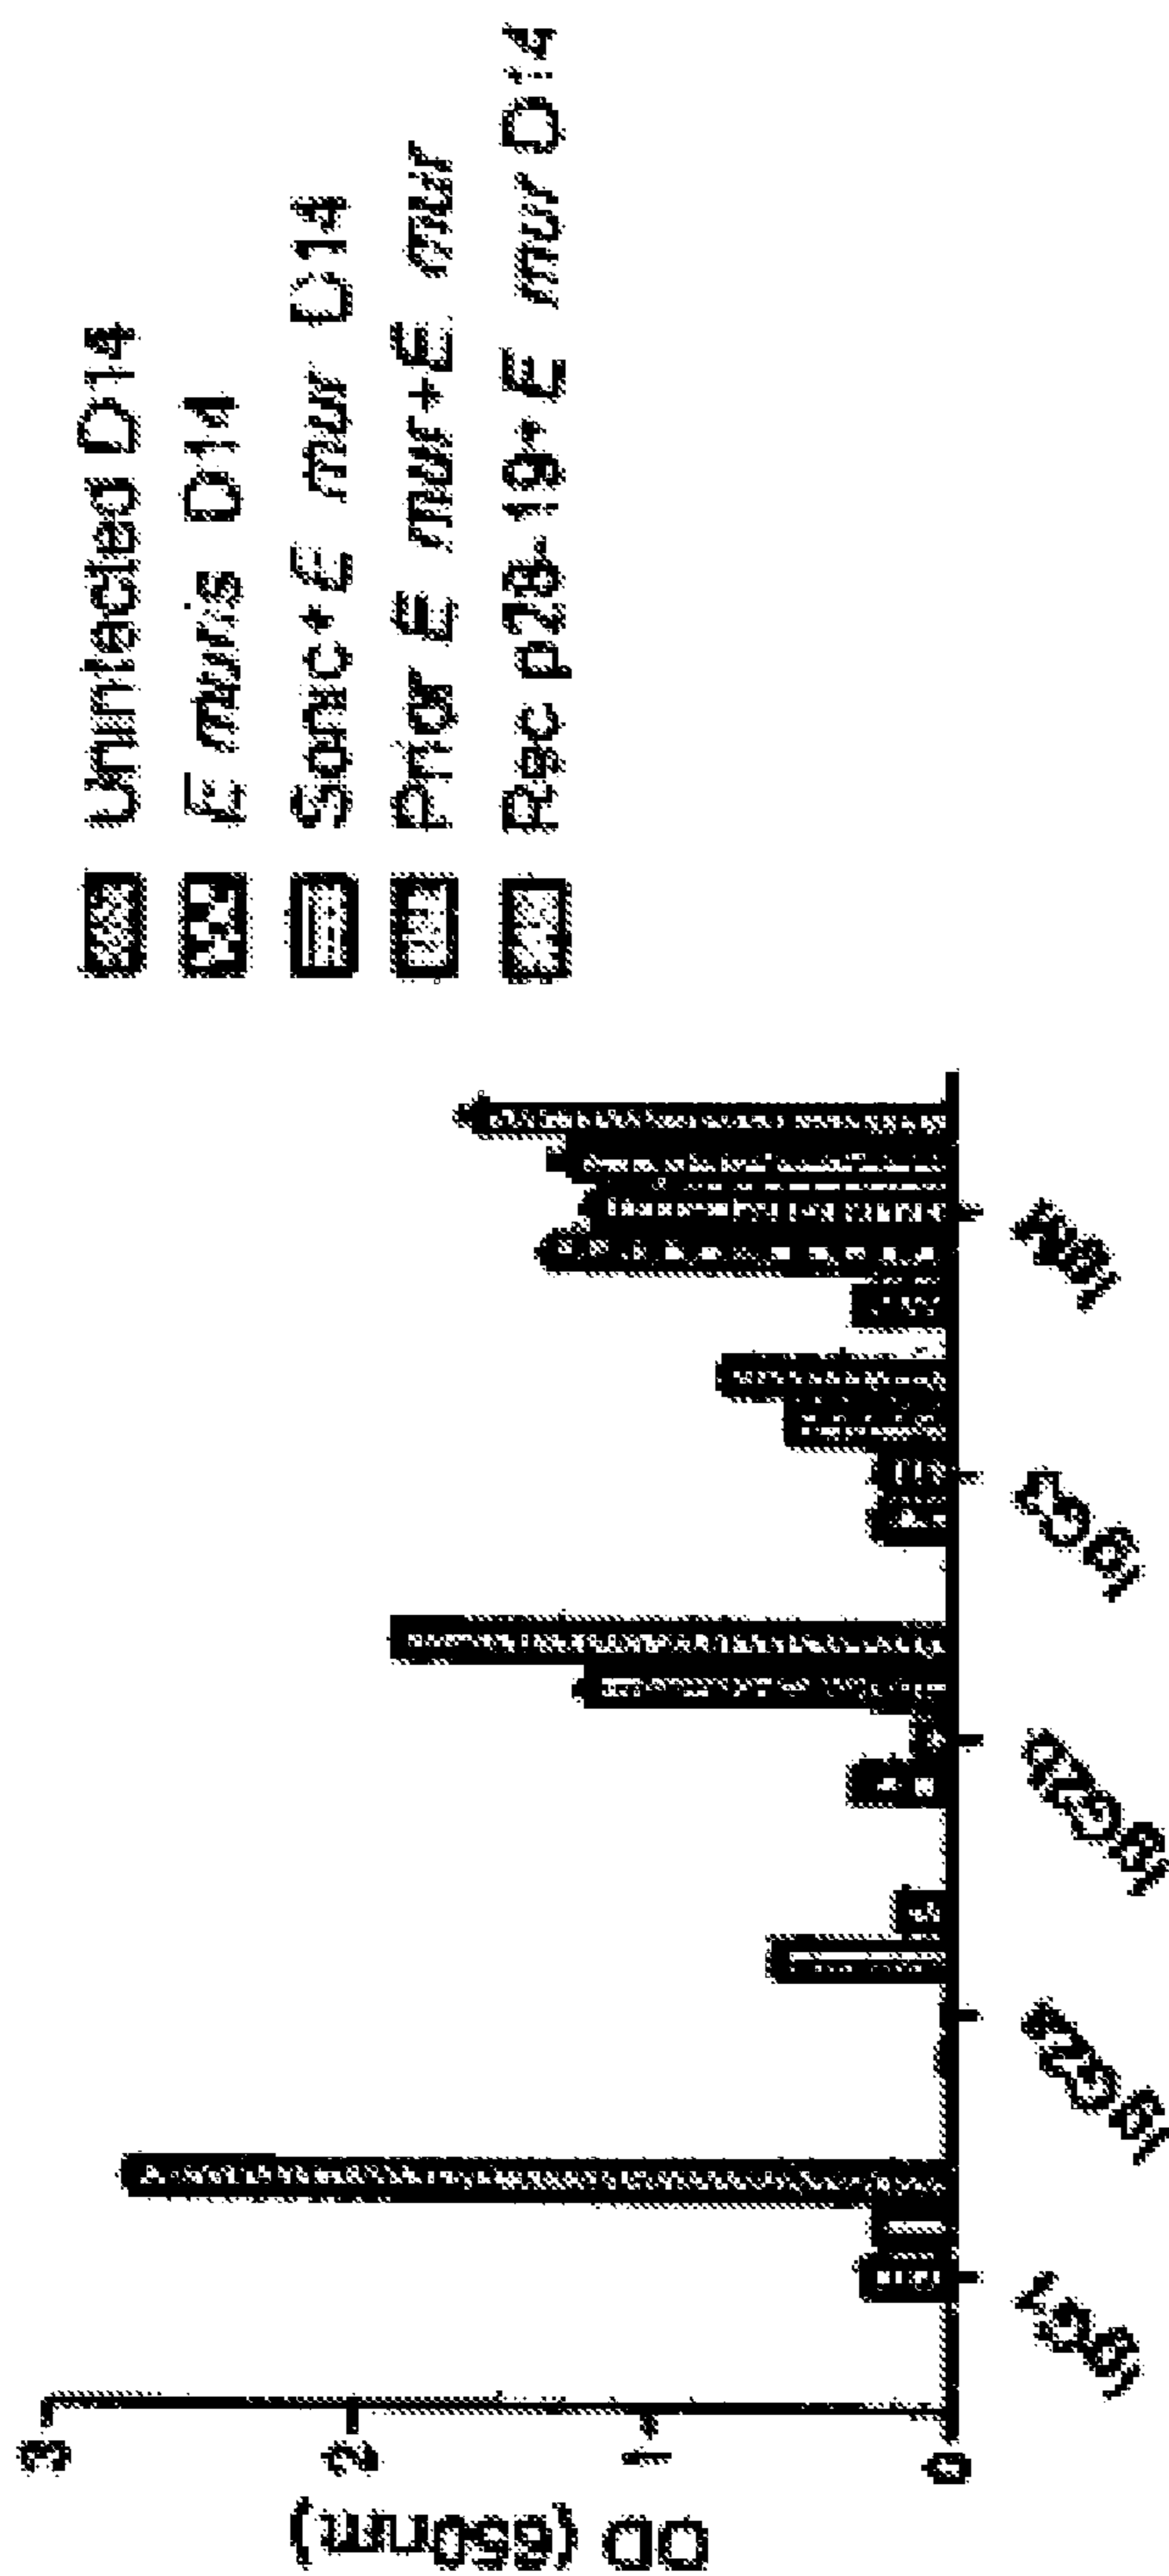 Uninfected D14
E muris D14
Sonic+E mur D14
Prior E mur+E mur
Rec p28-19+E mur D14
OD (650nm)
3
2
1
0
IgG1
IgG2a
IgG2b
IgG3
IgM